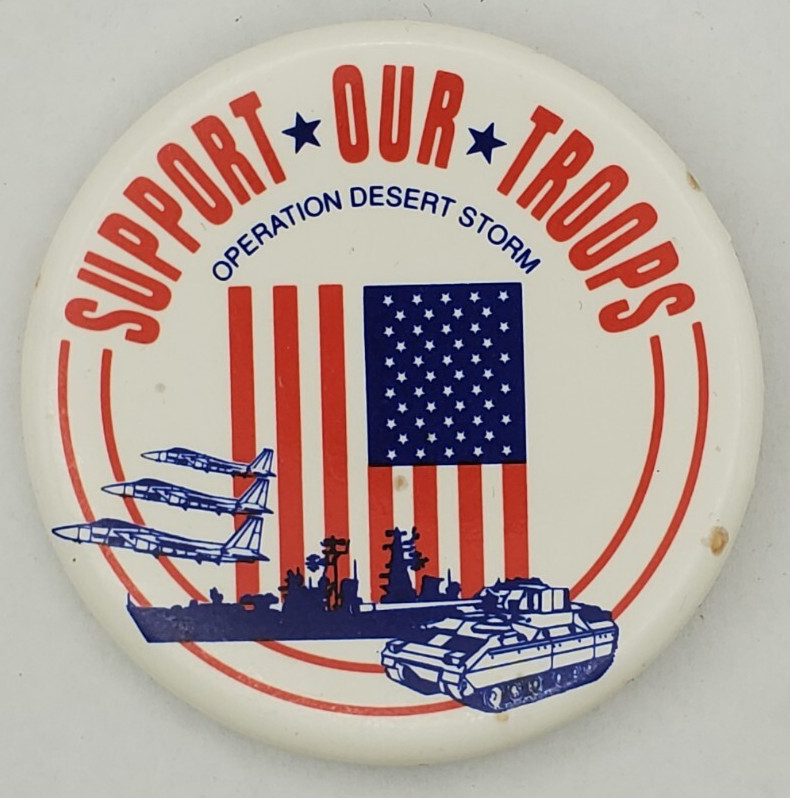 SUPPORT ★ OUR ★ TROOPS
OPERATION DESERT STORM